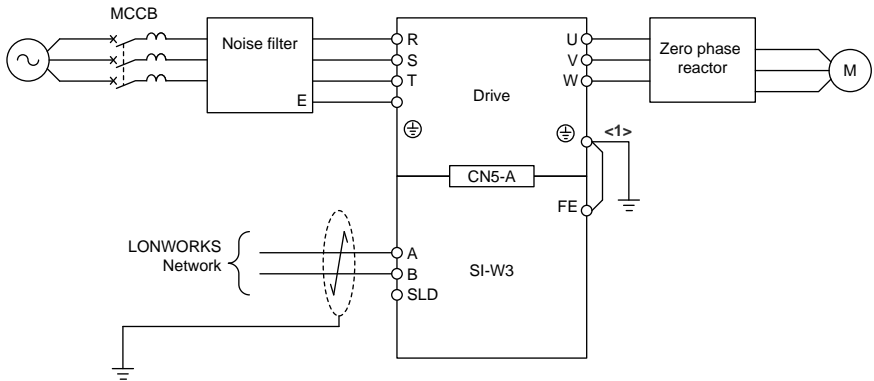 MCCB
Noise filter
E
R
S
T
Drive
U
V
W
Zero phase
reactor
M
<1>
CN5-A
FE
LONWORKS
Network
A
B
SLD
SI-W3